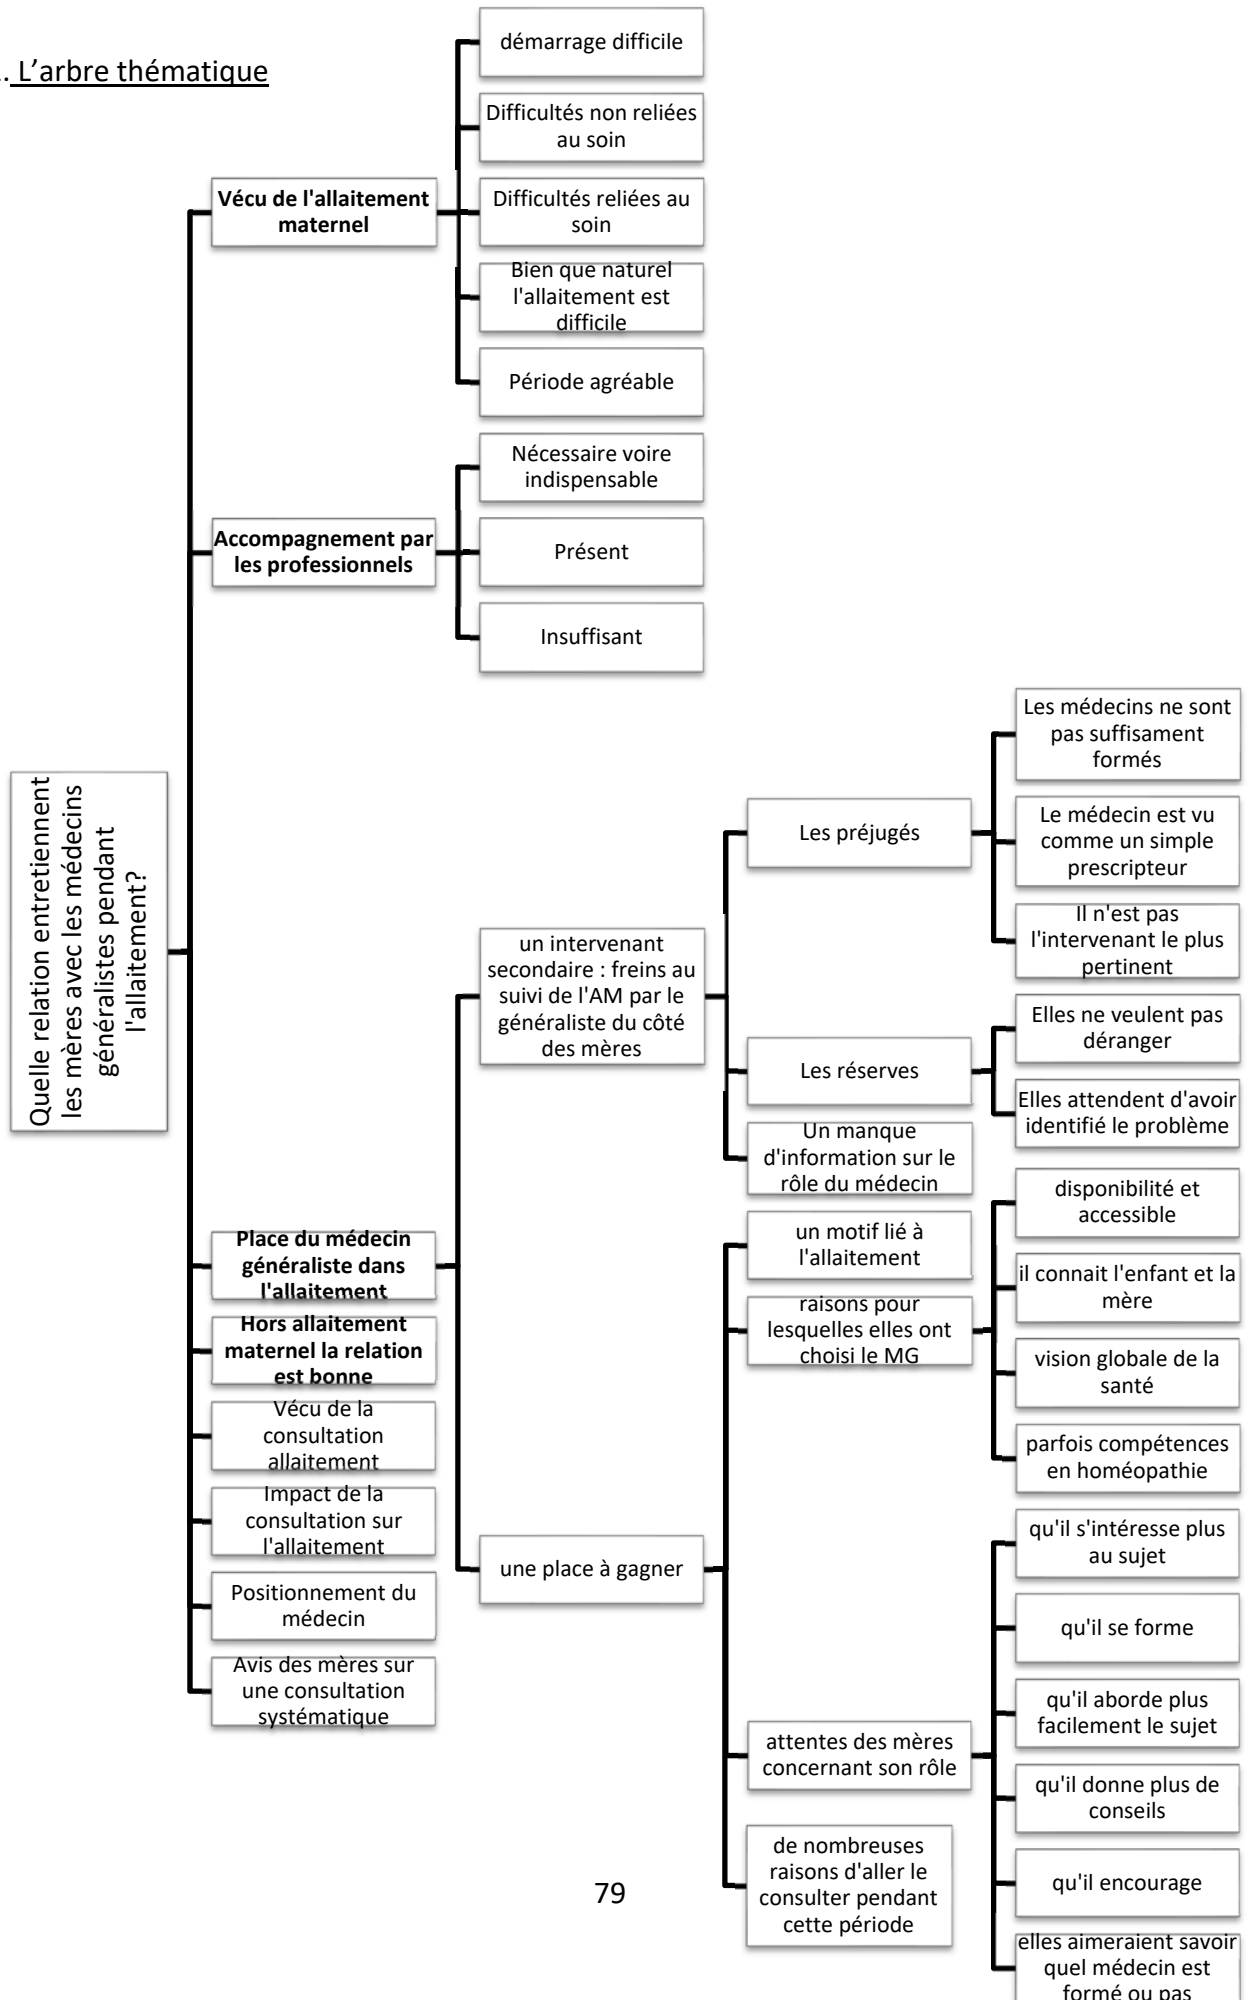 . L'arbre thématique
Quelle relation entretiennent
les mères avec les médecins
généralistes pendant
l'allaitement?
Vécu de l'allaitement
maternel
démarrage difficile
Difficultés non reliées
au soin
Difficultés reliées au
soin
Bien que naturel
l'allaitement est
difficile
Période agréable
Accompagnement par
les professionnels
Nécessaire voire
indispensable
Présent
Insuffisant
Place du médecin
généraliste dans
l'allaitement
un intervenant
secondaire : freins au
suivi de l'AM par le
généraliste du côté
des mères
Les préjugés
Les médecins ne sont
pas suffisament
formés
Le médecin est vu
comme un simple
prescripteur
Il n'est pas
l'intervenant le plus
pertinent
Les réserves
Elles ne veulent pas
déranger
Elles attendent d'avoir
identifié le problème
Un manque
d'information sur le
rôle du médecin
une place à gagner
un motif lié à
l'allaitement
raisons pour
lesquelles elles ont
choisi le MG
disponibilité et
accessible
il connait l'enfant et la
mère
vision globale de la
santé
parfois compétences
en homéopathie
attentes des mères
concernant son rôle
qu'il s'intéresse plus
au sujet
qu'il se forme
qu'il aborde plus
facilement le sujet
qu'il donne plus de
conseils
qu'il encourage
elles aimeraient savoir
quel médecin est
formé ou pas
de nombreuses
raisons d'aller le
consulter pendant
cette période
Hors allaitement
maternel la relation
est bonne
Vécu de la
consultation
allaitement
Impact de la
consultation sur
l'allaitement
Positionnement du
médecin
Avis des mères sur
une consultation
systématique
79